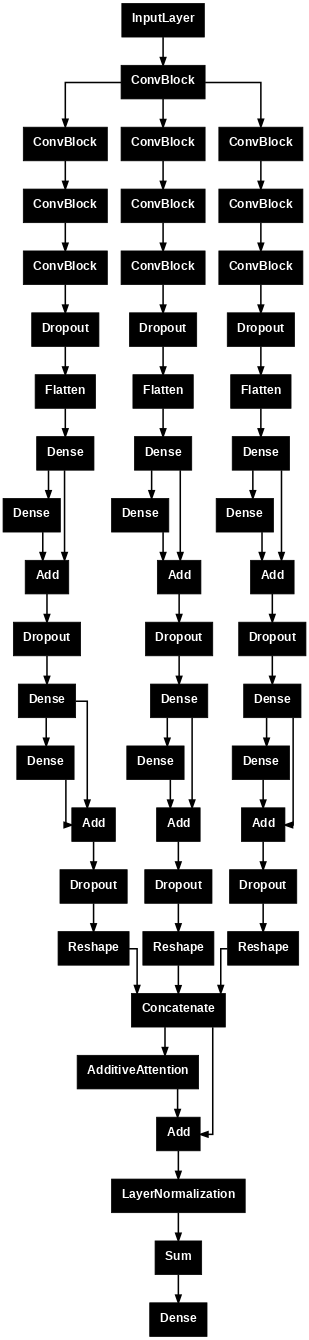 InputLayer
ConvBlock
ConvBlock ConvBlock ConvBlock
ConvBlock ConvBlock ConvBlock
ConvBlock ConvBlock ConvBlock
Dropout Dropout Dropout
Flatten Flatten Flatten
Dense Dense Dense
Dense Dense Dense
Add Add Add
Dropout Dropout Dropout
Dense Dense Dense
Dense Dense Dense
Add Add Add
Dropout Dropout Dropout
Reshape Reshape Reshape
Concatenate
AdditiveAttention
Add
LayerNormalization
Sum
Dense